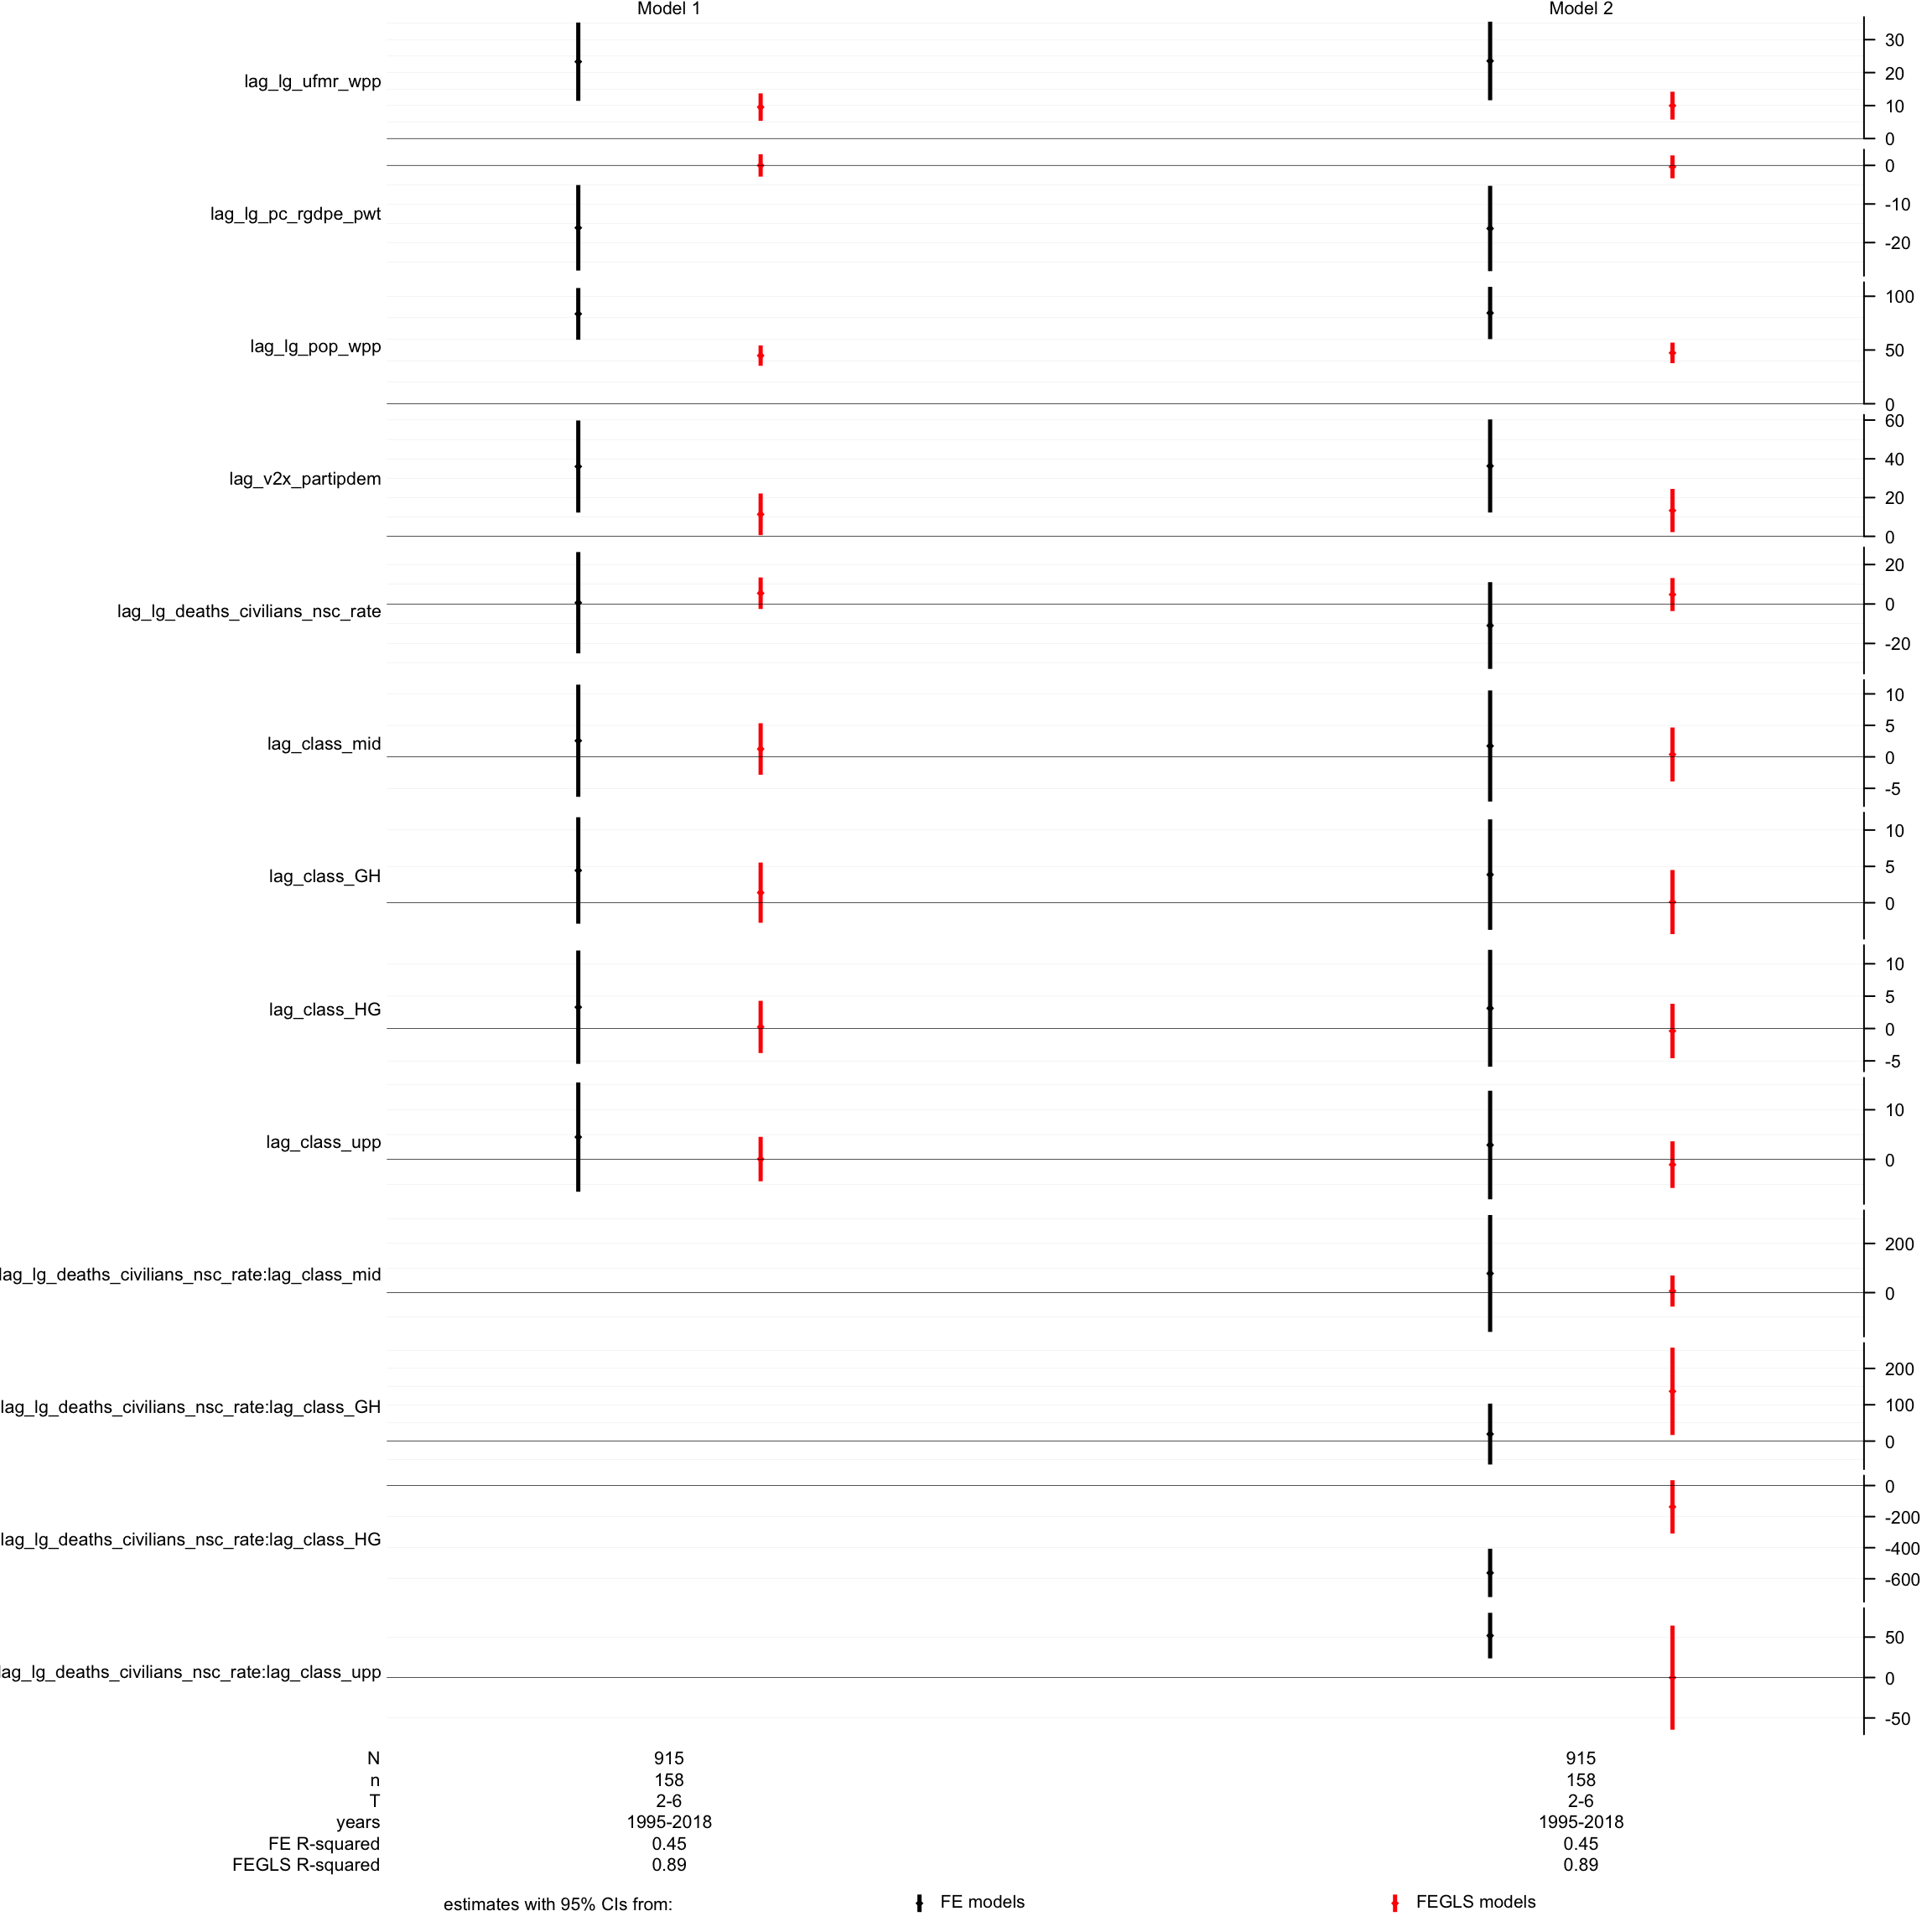 Model 1 Model 2
lag_lg_ufmr_wpp
30
20
10
0
lag_lg_pc_rgdpe_pwt
0
-10
-20
lag_lg_pop_wpp
100
50
0
lag_v2x_partipdem
60
40
20
0
lag_lg_deaths_civilians_nsc_rate
20
0
-20
lag_class_mid
10
5
0
-5
lag_class_GH
10
5
0
lag_class_HG
10
5
0
-5
lag_class_upp
10
0
lag_lg_deaths_civilians_nsc_rate:lag_class_mid
200
0
lag_lg_deaths_civilians_nsc_rate:lag_class_GH
200
100
0
lag_lg_deaths_civilians_nsc_rate:lag_class_HG
0
-200
-400
-600
lag_lg_deaths_civilians_nsc_rate:lag_class_upp
50
0
-50
N 915 915
n 158 158
T 2-6 2-6
years 1995-2018 1995-2018
FE R-squared 0.45 0.45
FEGLS R-squared 0.89 0.89
estimates with 95% CIs from: FE models FEGLS models